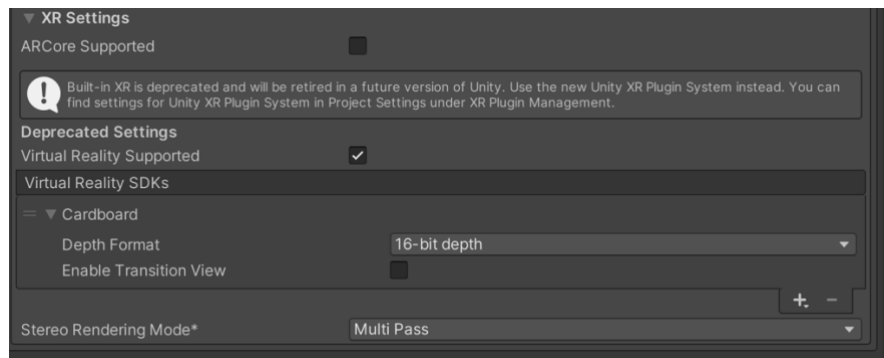 XR Settings
ARCore Supported
Built-in XR is deprecated and will be retired in a future version of Unity. Use the new Unity XR Plugin System instead. You can
find settings for Unity XR Plugin System in Project Settings under XR Plugin Management.
Deprecated Settings
Virtual Reality Supported
Virtual Reality SDKs
Cardboard
Depth Format 16-bit depth
Enable Transition View
Stereo Rendering Mode* Multi Pass